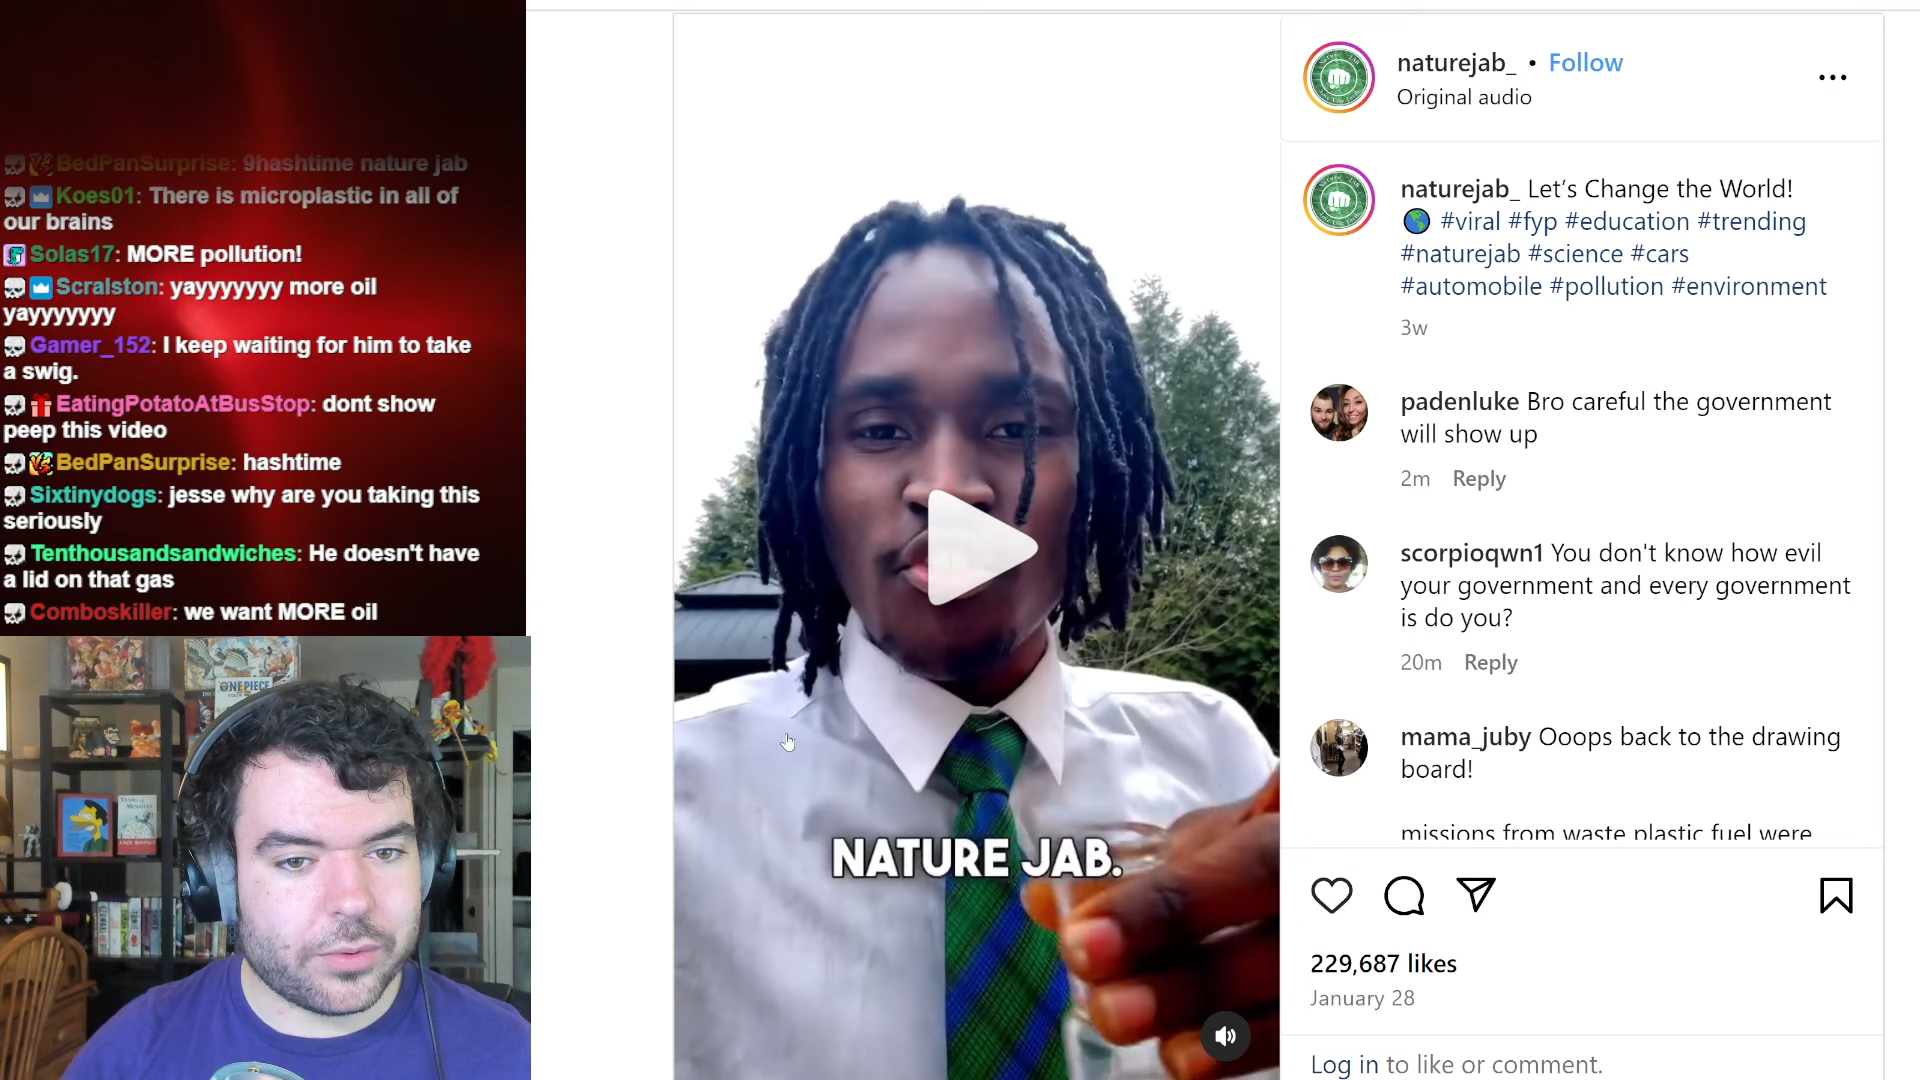 BedPanSurprise: 9hashtime nature jab
Koes01: There is microplastic in all of
our brains
Solas17: MORE pollution!
Scralston: yayyyyyyy more oil
yayyyyyyy
Gamer_152: I keep waiting for him to take
a swig.
EatingPotatoAtBusStop: dont show
peep this video
BedPanSurprise: hashtime
Sixtinydogs: jesse why are you taking this
seriously
Tenthousandsandwiches: He doesn't have
a lid on that gas
Comboskiller: we want MORE oil
ONE PIECE
NATURE JAB.
naturejab_ • Follow
Original audio
naturejab_ Let’s Change the World!
#viral #fyp #education #trending
#naturejab #science #cars
#automobile #pollution #environment
3w
padenluke Bro careful the government
will show up
2m Reply
scorpioqwn1 You don't know how evil
your government and every government
is do you?
20m Reply
mama_juby Ooops back to the drawing
board!
missions from waste plastic fuel were
229,687 likes
January 28
Log in to like or comment.